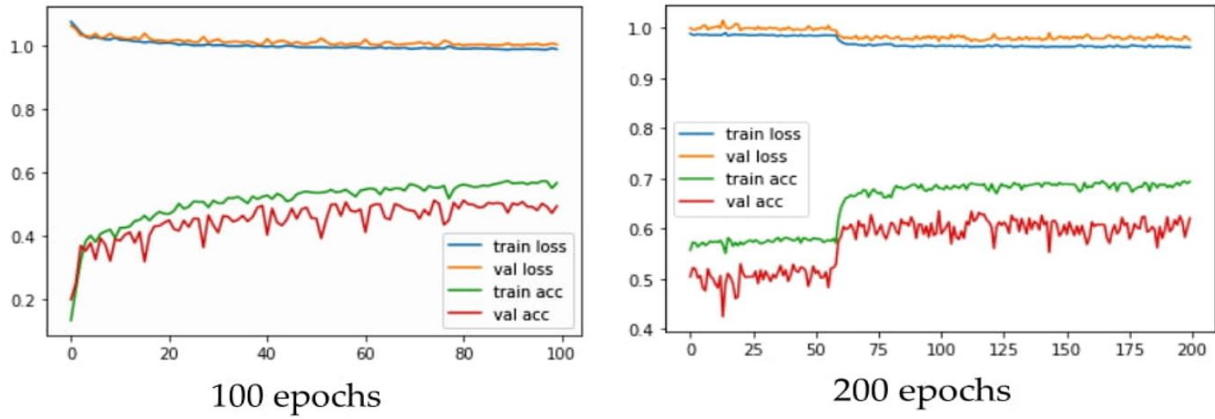 1.0
0.8
0.6
0.4
0.2
0 20 40 60 80 100
train loss
val loss
train acc
val acc
100 epochs
1.0
0.9
0.8
0.7
0.6
0.5
0.4
0 25 50 75 100 125 150 175 200
train loss
val loss
train acc
val acc
200 epochs